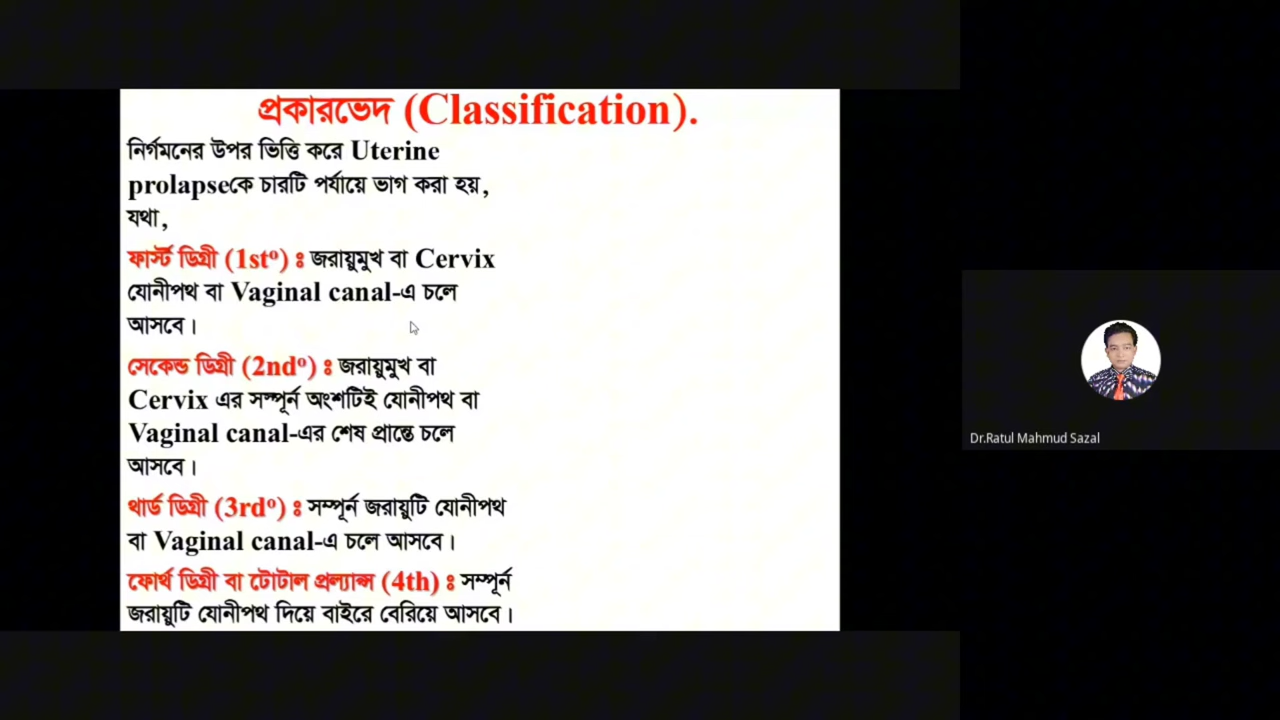 প্রকারভেদ (Classification).
নির্গমনের উপর ভিত্তি করে Uterine
prolapseকে চারটি পর্যায়ে ভাগ করা হয়,
যথা,
ফার্স্ট ডিগ্রী (1stº) ঃ জরায়ুমুখ বা Cervix
যোনীপথ বা Vaginal canal-এ চলে
আসবে।
সেকেন্ড ডিগ্রী (2ndº) ঃ জরায়ুমুখ বা
Cervix এর সম্পূর্ন অংশটিই যোনীপথ বা
Vaginal canal-এর শেষ প্রান্তে চলে
আসবে।
থার্ড ডিগ্রী (3rdº) ঃ সম্পূর্ন জরায়ুটি যোনীপথ
বা Vaginal canal-এ চলে আসবে।
ফোর্থ ডিগ্রী বা টোটাল প্রল্যান্স (4th) ঃ সম্পূর্ন
জরায়ুটি যোনীপথ দিয়ে বাইরে বেরিয়ে আসবে।
Dr.Ratul Mahmud Sazal